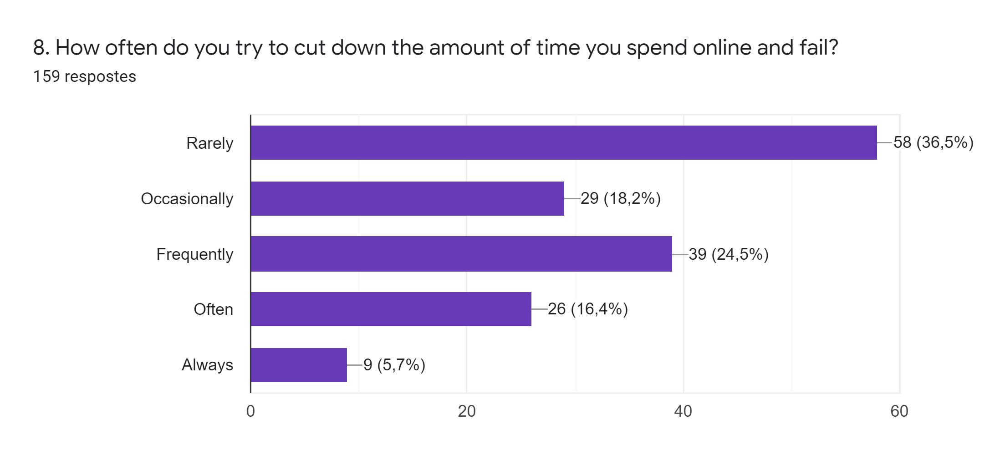 8. How often do you try to cut down the amount of time you spend online and fail?
159 respostes
Rarely 58 (36,5%)
Occasionally 29 (18,2%)
Frequently 39 (24,5%)
Often 26 (16,4%)
Always 9 (5,7%)
0 20 40 60